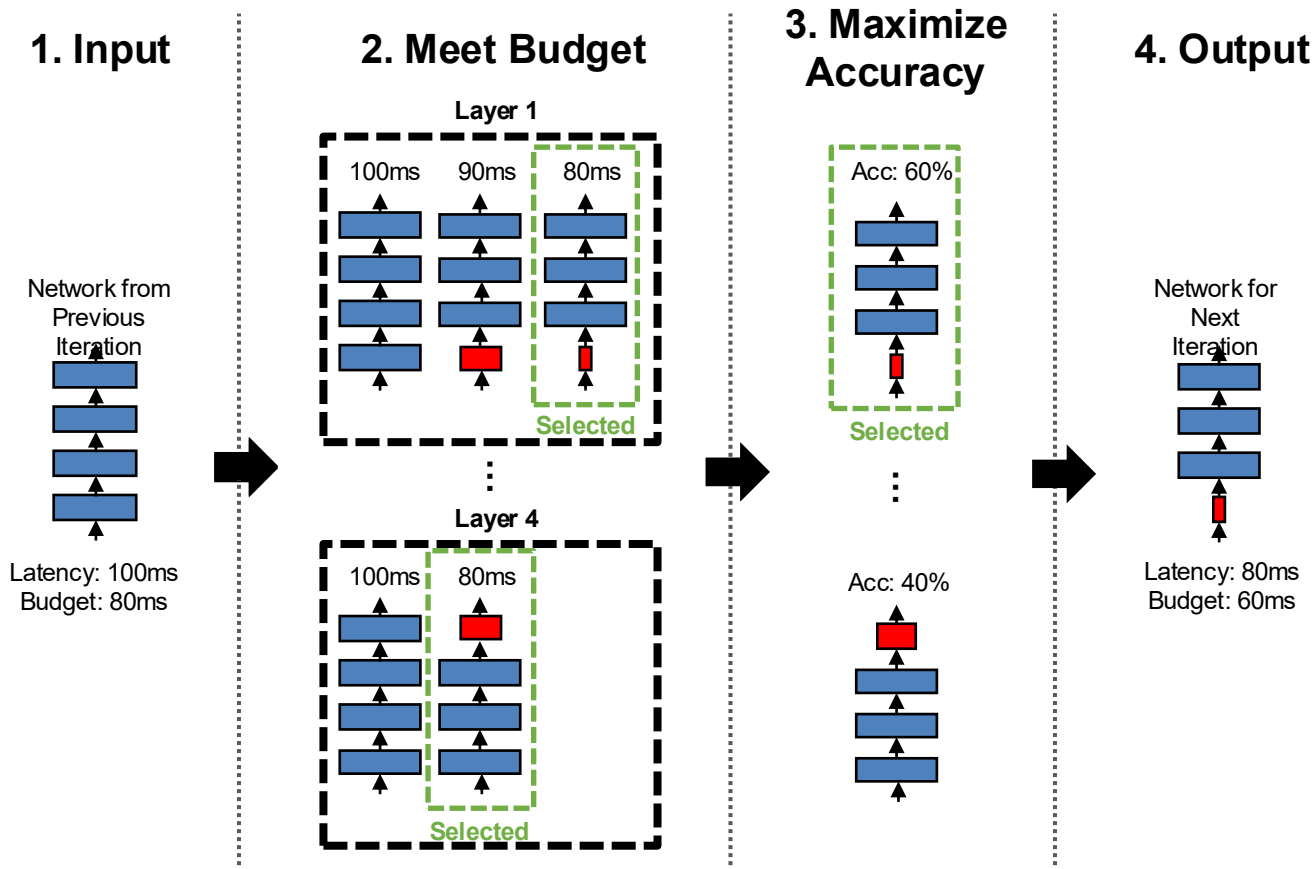 1. Input
Network from
Previous
Iteration
Latency: 100ms
Budget: 80ms
2. Meet Budget
Layer 1
100ms
90ms
80ms
Selected
⋮
Layer 4
100ms
80ms
Selected
3. Maximize
Accuracy
Acc: 60%
Selected
⋮
Acc: 40%
4. Output
Network for
Next
Iteration
Latency: 80ms
Budget: 60ms